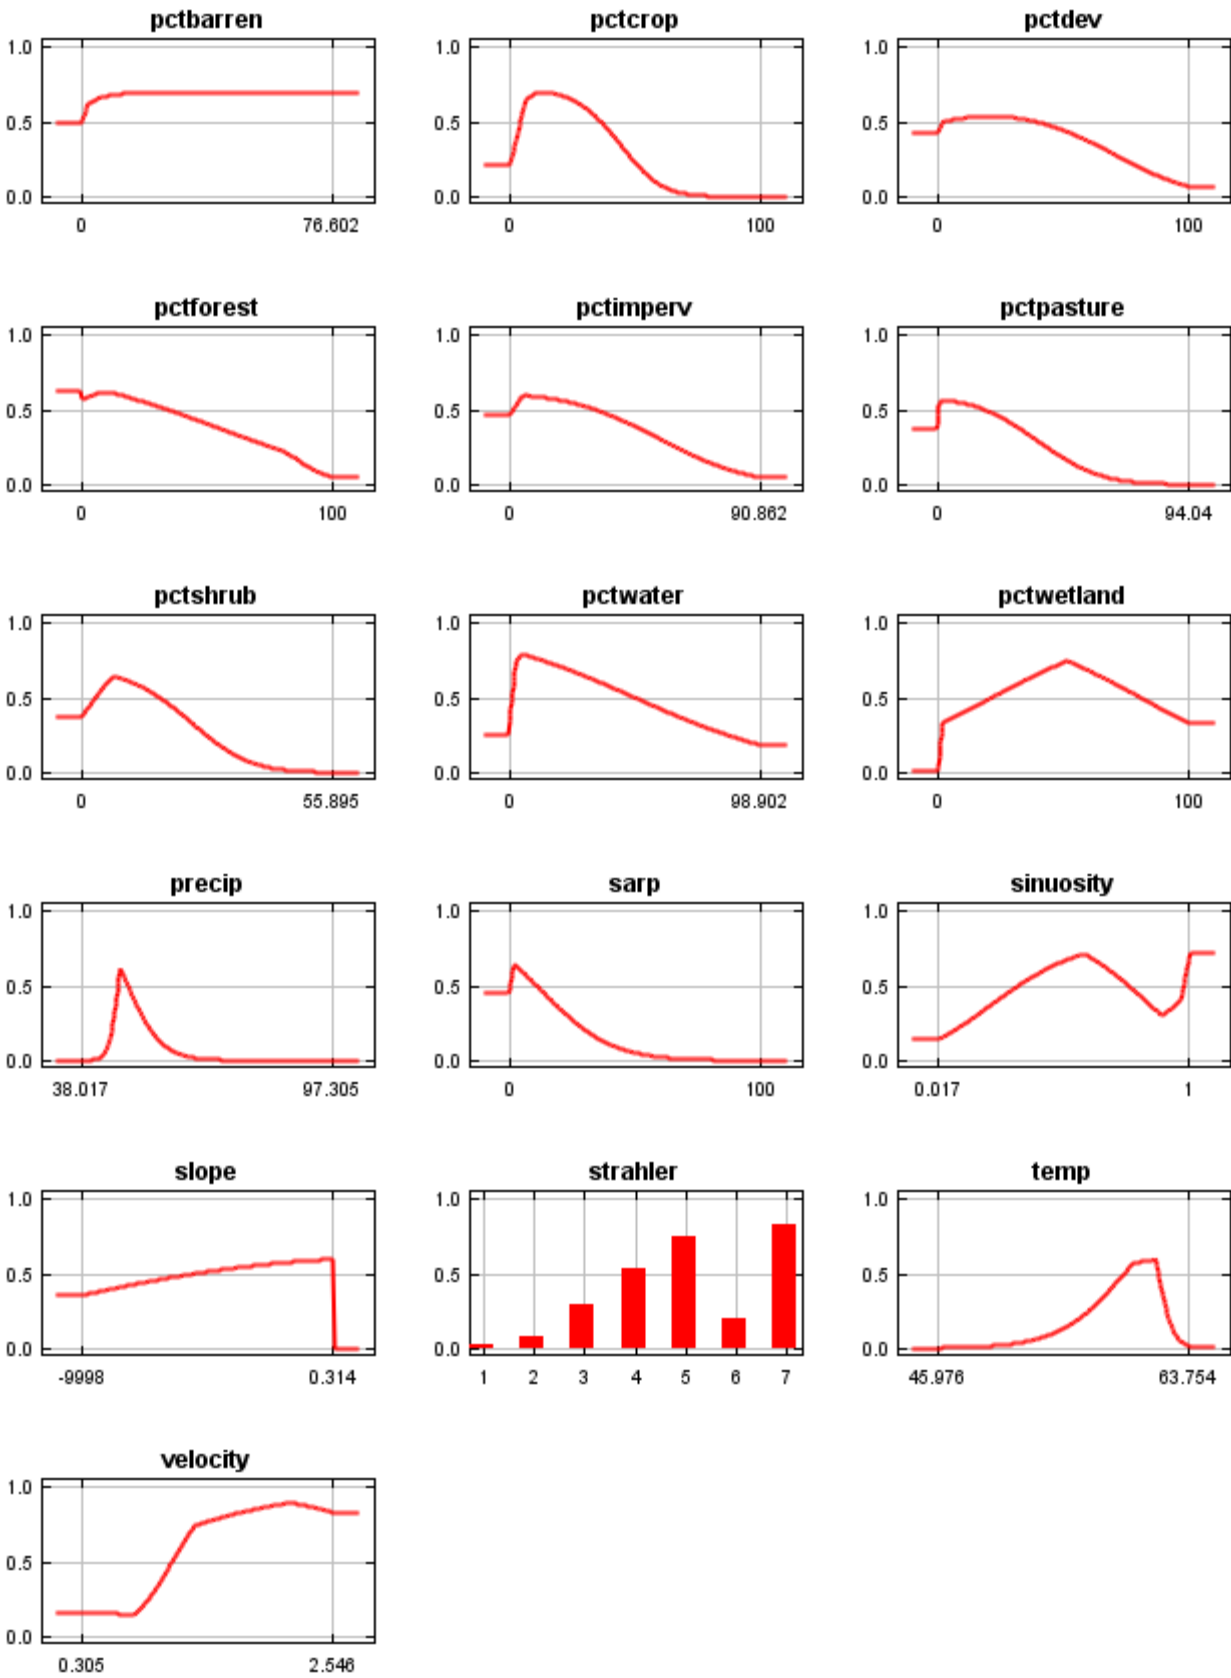 pctbarren pctcrop pctdev
1.0 1.0 1.0
0.5 0.5 0.5
0.0 0.0 0.0
0 76.602 0 100 0 100
pctforest pctimperv pctpasture
1.0 1.0 1.0
0.5 0.5 0.5
0.0 0.0 0.0
0 100 0 90.862 0 94.04
pctshrub pctwater pctwetland
1.0 1.0 1.0
0.5 0.5 0.5
0.0 0.0 0.0
0 55.895 0 98.902 0 100
precip sarp sinuosity
1.0 1.0 1.0
0.5 0.5 0.5
0.0 0.0 0.0
38.017 97.305 0 100 0.017 1
slope strahler temp
1.0 1.0 1.0
0.5 0.5 0.5
0.0 0.0 0.0
-9998 0.314 1 2 3 4 5 6 7 45.976 63.754
velocity
1.0
0.5
0.0
0.305 2.546